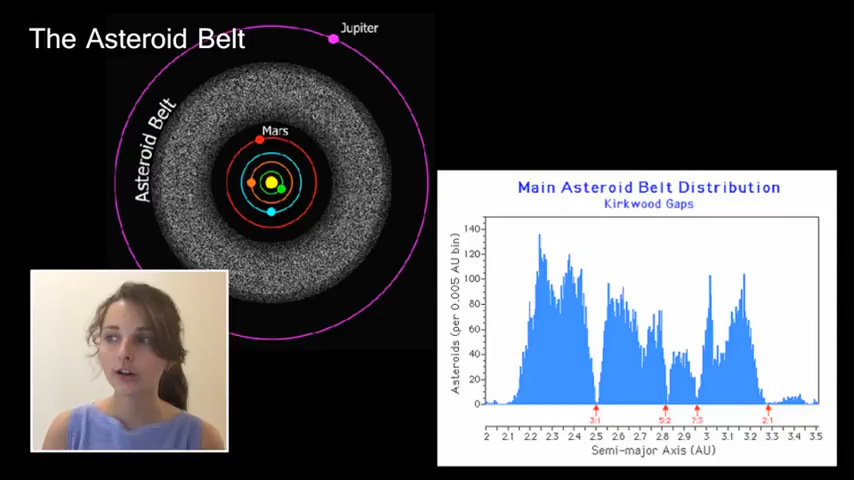 The Asteroid Belt
Jupiter
Asteroid Belt
Mars
Main Asteroid Belt Distribution
Kirkwood Gaps
Asteroids (per 0.005 AU bin)
140
120
100
80
60
40
20
0
3:1 5:2 7:3 2:1
2 2.1 2.2 2.3 2.4 2.5 2.6 2.7 2.8 2.9 3 3.1 3.2 3.3 3.4 3.5
Semi-major Axis (AU)